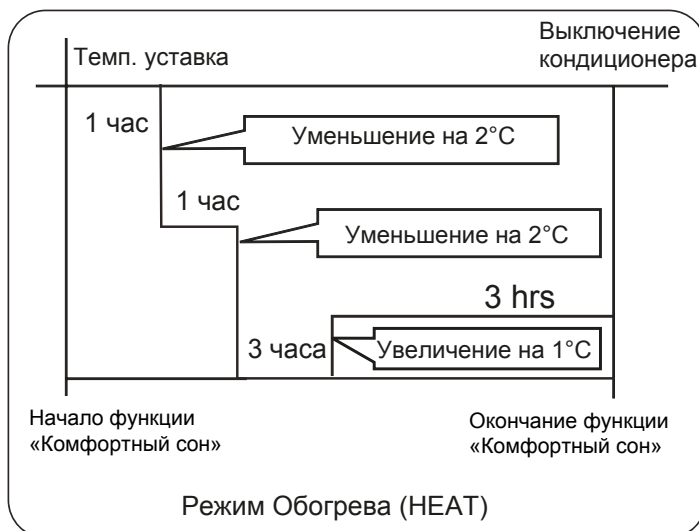 Темп. уставка
Выключение
кондиционера
1 час
Уменьшение на 2°C
1 час
Уменьшение на 2°C
3 hrs
3 часа
Увеличение на 1°C
Начало функции
«Комфортный сон»
Окончание функции
«Комфортный сон»
Режим Обогрева (HEAT)